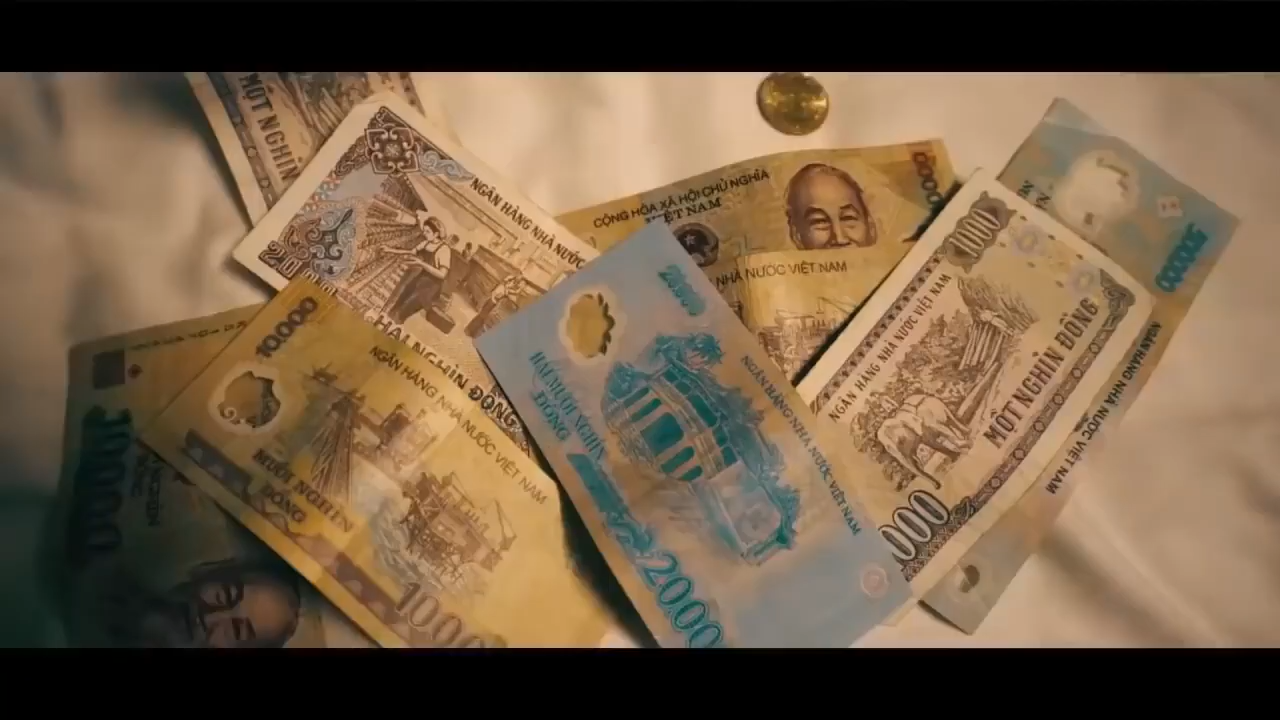 MỘT NGHÌN
NGÂN HÀNG NHÀ NƯỚC
HAI NGHÌN ĐỒNG
CỘNG HÒA XÃ HỘI CHỦ NGHĨA
VIỆT NAM
NHÀ NƯỚC VIỆT NAM
10.000
NGÂN HÀNG NHÀ NƯỚC VIỆT NAM
MƯỜI NGHÌN
ĐỒNG
1000
HAI MƯƠI NGHÌN
ĐỒNG
NGÂN HÀNG NHÀ NƯỚC VIỆT NAM
2000
1000
NGÂN HÀNG NHÀ NƯỚC VIỆT NAM
MỘT NGHÌN ĐỒNG
000
NGÂN HÀNG NHÀ NƯỚC VIỆT NAM